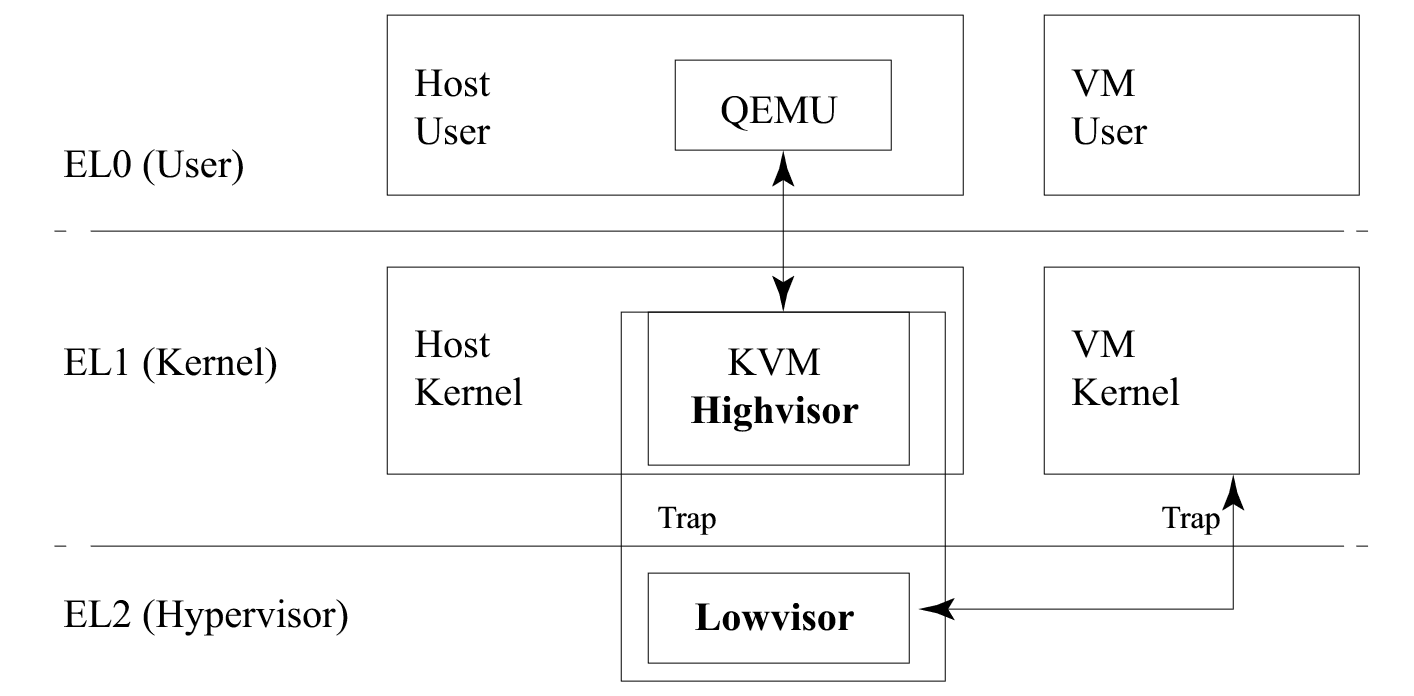 Host
User
QEMU
VM
User
EL0 (User)
EL1 (Kernel)
Host
Kernel
KVM
Highvisor
VM
Kernel
Trap
Trap
EL2 (Hypervisor)
Lowvisor